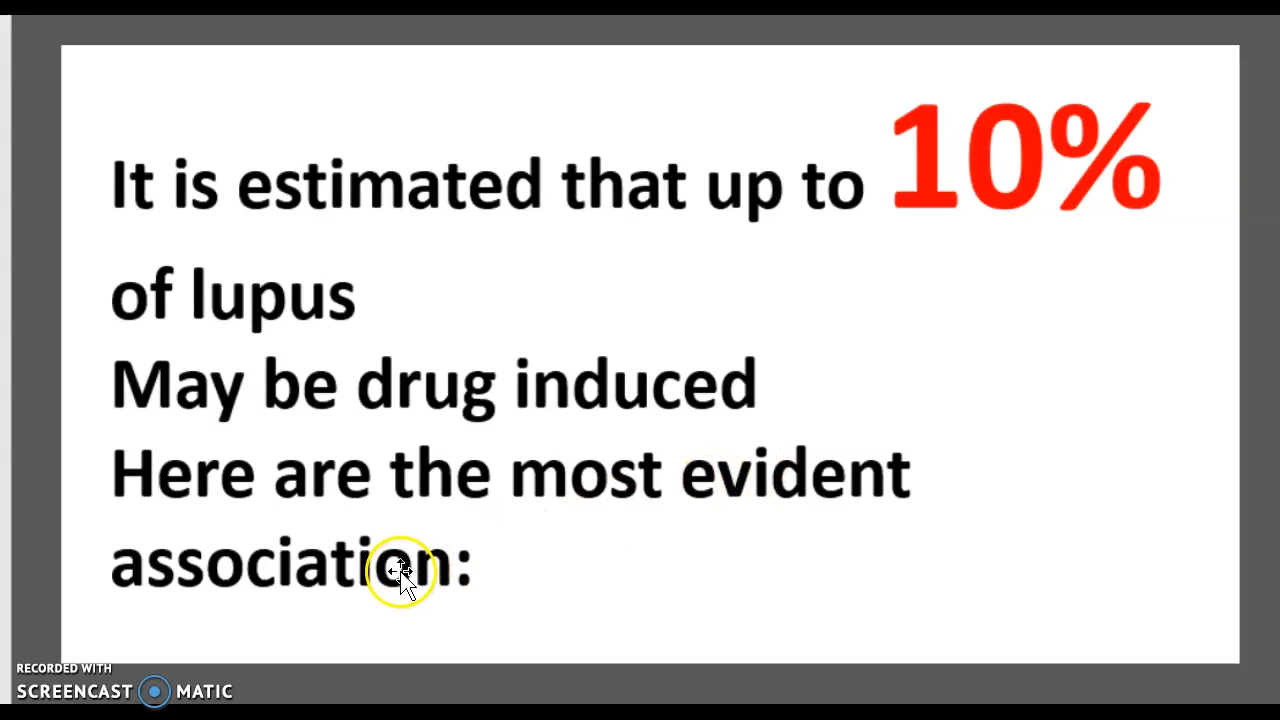 It is estimated that up to 10%
of lupus
May be drug induced
Here are the most evident
association:
RECORDED WITH
SCREENCAST MATIC